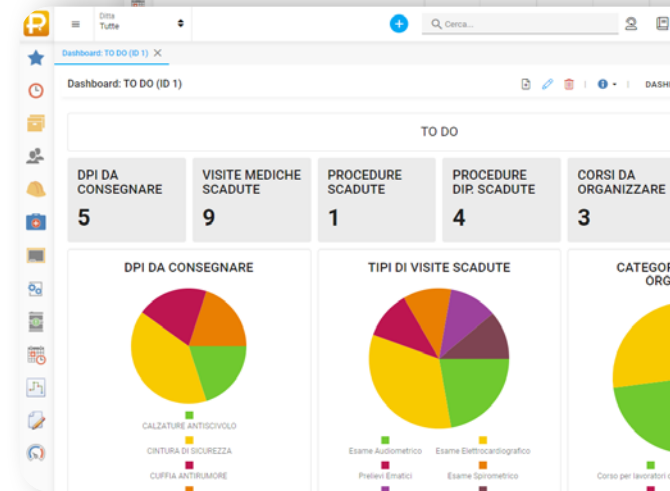 Ditta
Tutte
Cerca...
Dashboard: TO DO (ID 1)
Dashboard: TO DO (ID 1)
TO DO
DPI DA
CONSEGNARE
5
VISITE MEDICHE
SCADUTE
9
PROCEDURE
SCADUTE
1
PROCEDURE
DIP. SCADUTE
4
CORSI DA
ORGANIZZARE
3
DPI DA CONSEGNARE
CALZATURE ANTISCIVOLO
CINTURA DI SICUREZZA
CUFFIA ANTIRUMORE
TIPI DI VISITE SCADUTE
Esame Audiometrico
Esame Elettrocardiografico
Prelievi Ematici
Esame Spirometrico
CATEGOR
ORG
Corso per lavoratori